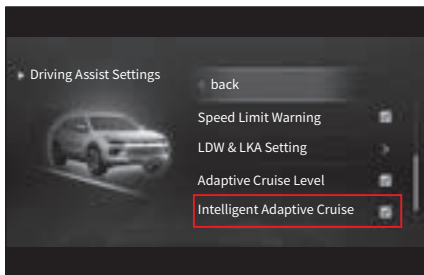 Driving Assist Settings
back
Speed Limit Warning
LDW & LKA Setting
Adaptive Cruise Level
Intelligent Adaptive Cruise